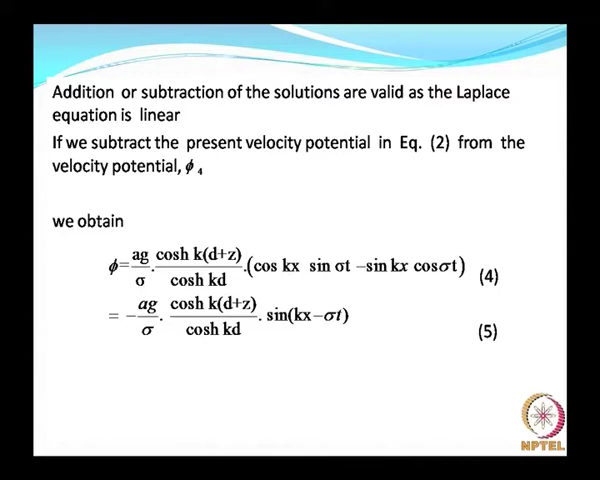 Addition or subtraction of the solutions are valid as the Laplace
equation is linear
If we subtract the present velocity potential in Eq. (2) from the
velocity potential, ϕ 4
we obtain
ϕ= ag/σ . cosh k(d+z)/cosh kd .(cos kx sin σt –sin kx cosσt) (4)
= − ag/σ . cosh k(d+z)/cosh kd . sin(kx−σt) (5)
NPTEL